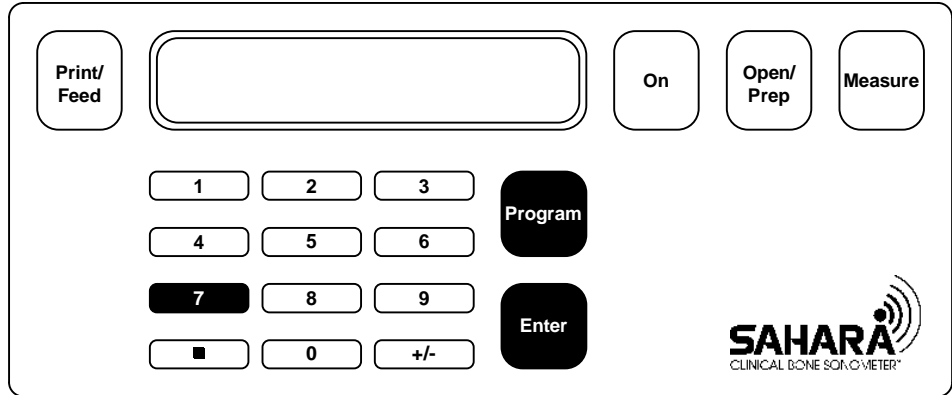 Print/
Feed
On
Open/
Prep
Measure
1 2 3
Program
4 5 6
7 8 9
Enter
0 +/-
SAHARA
CLINICAL BONE SONOMETER™